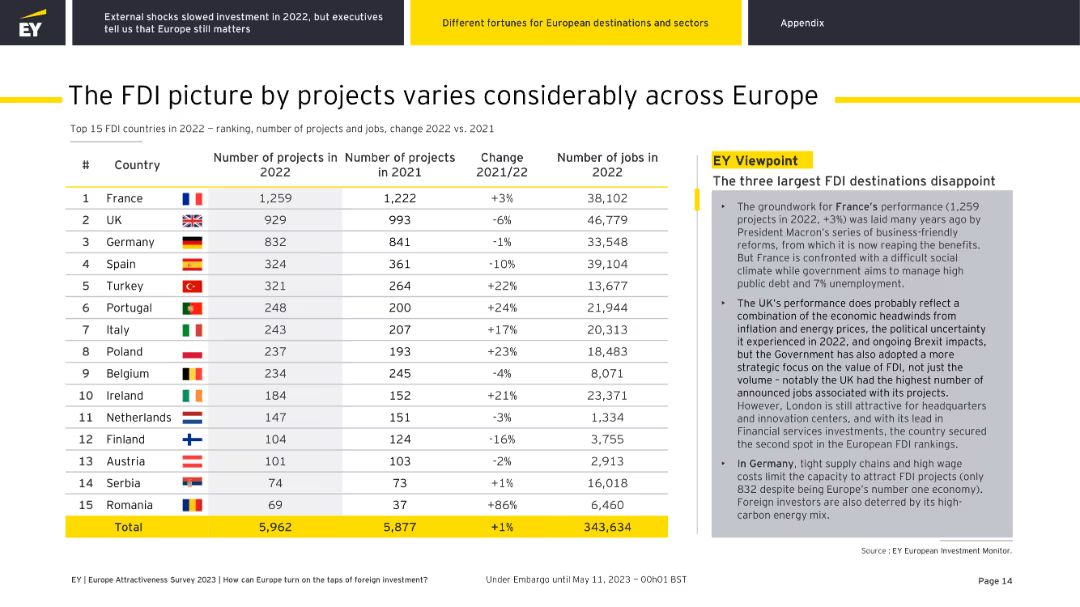 EY
External shocks slowed investment in 2022, but executives
tell us that Europe still matters
Different fortunes for European destinations and sectors
Appendix
The FDI picture by projects varies considerably across Europe
Top 15 FDI countries in 2022 – ranking, number of projects and jobs, change 2022 vs. 2021
# Country Number of projects in 2022 Number of projects in 2021 Change 2021/22 Number of jobs in 2022
1 France 1,259 1,222 +3% 38,102
2 UK 929 993 -6% 46,779
3 Germany 832 841 -1% 33,548
4 Spain 324 361 -10% 39,104
5 Turkey 321 264 +22% 13,677
6 Portugal 248 200 +24% 21,944
7 Italy 243 207 +17% 20,313
8 Poland 237 193 +23% 18,483
9 Belgium 234 245 -4% 8,071
10 Ireland 184 152 +21% 23,371
11 Netherlands 147 151 -3% 1,334
12 Finland 104 124 -16% 3,755
13 Austria 101 103 -2% 2,913
14 Serbia 74 73 +1% 16,018
15 Romania 69 37 +86% 6,460
Total 5,962 5,877 +1% 343,634
EY Viewpoint
The three largest FDI destinations disappoint
‣ The groundwork for France's performance (1,259
projects in 2022, +3%) was laid many years ago by
President Macron's series of business-friendly
reforms, from which it is now reaping the benefits.
But France is confronted with a difficult social
climate while government aims to manage high
public debt and 7% unemployment.
‣ The UK's performance does probably reflect a
combination of the economic headwinds from
inflation and energy prices, the political uncertainty
it experienced in 2022, and ongoing Brexit impacts,
but the Government has also adopted a more
strategic focus on the value of FDI, not just the
volume – notably the UK had the highest number of
announced jobs associated with its projects.
However, London is still attractive for headquarters
and innovation centers, and with its lead in
Financial services investments, the country secured
the second spot in the European FDI rankings.
‣ In Germany, tight supply chains and high wage
costs limit the capacity to attract FDI projects (only
832 despite being Europe's number one economy).
Foreign investors are also deterred by its high-
carbon energy mix.
Source : EY European Investment Monitor.
EY | Europe Attractiveness Survey 2023 | How can Europe turn on the taps of foreign investment?
Under Embargo until May 11, 2023 – 00h01 BST
Page 14